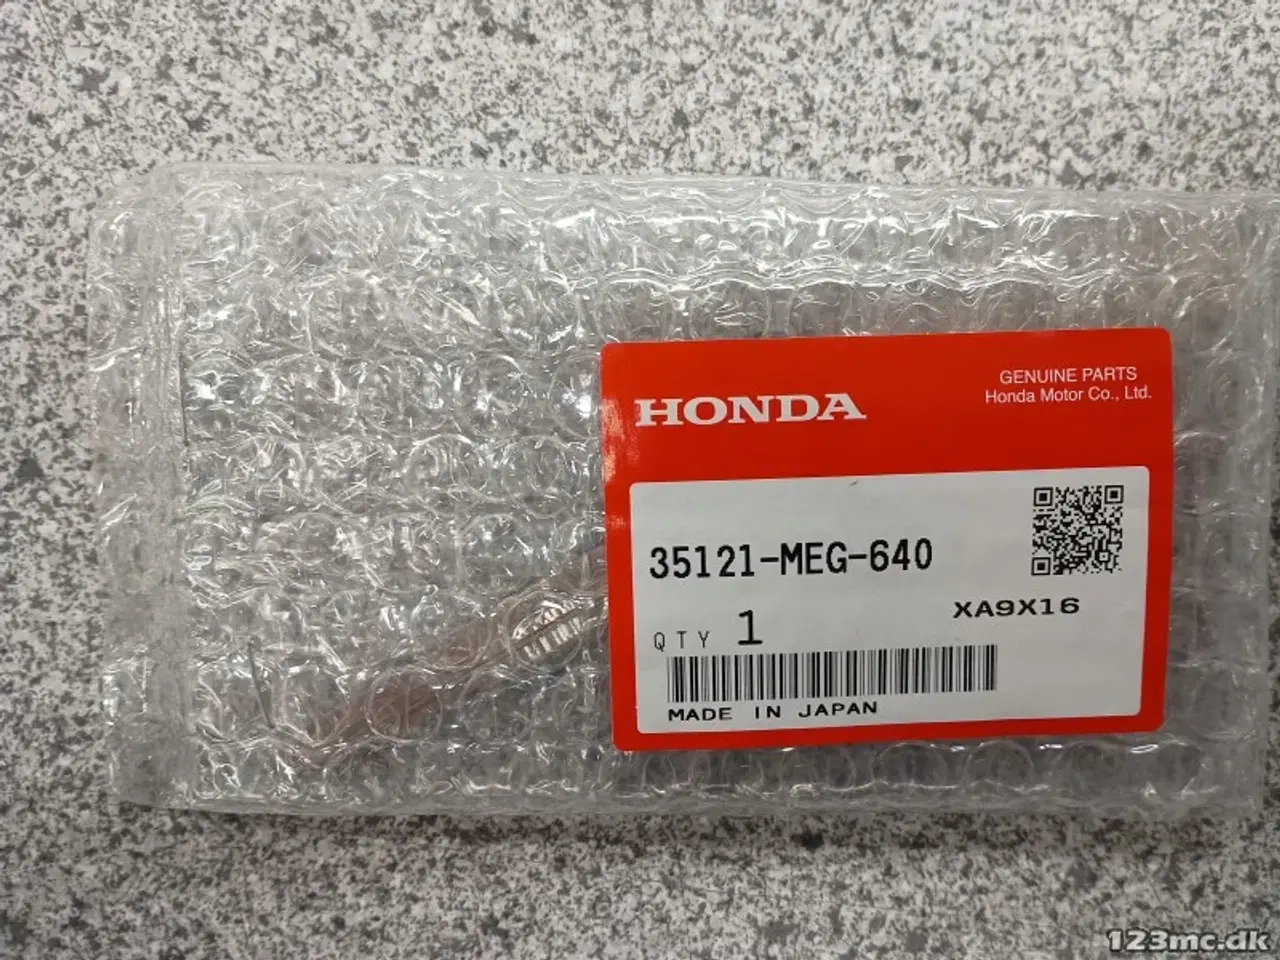 HONDA
GENUINE PARTS
Honda Motor Co., Ltd.
35121-MEG-640
XA9X16
QTY 1
MADE IN JAPAN
123mc.dk